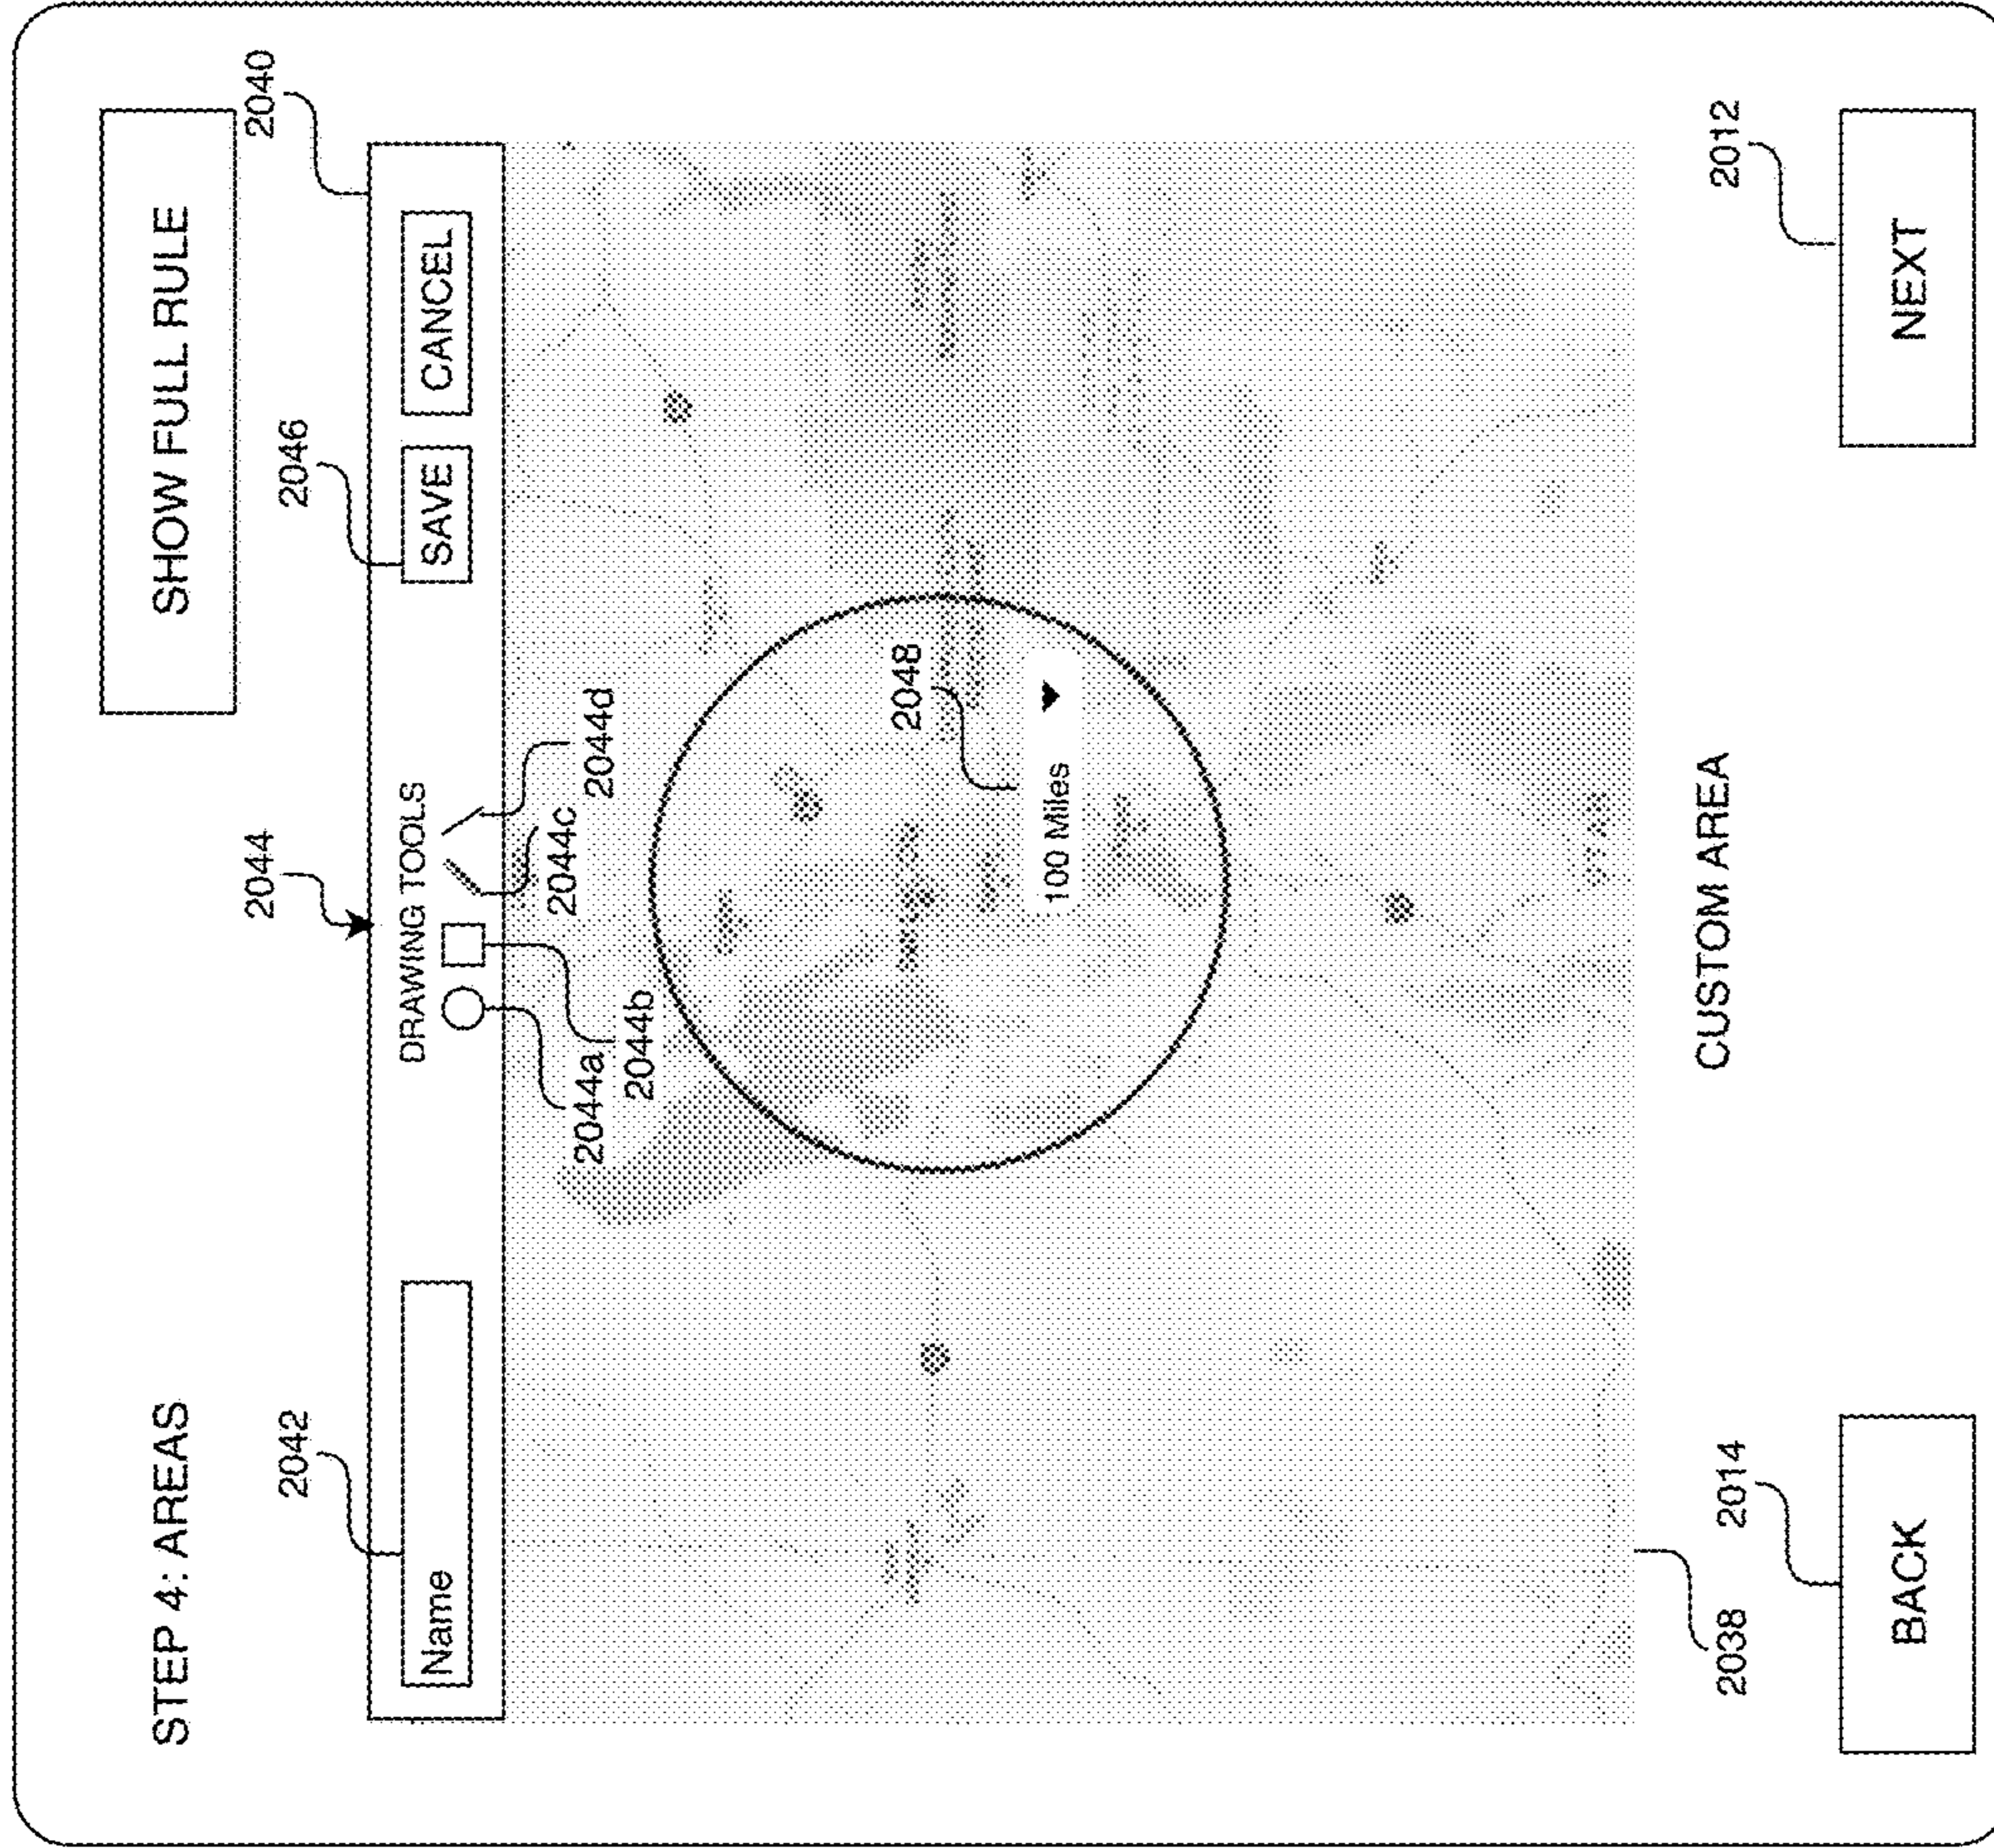 STEP 4: AREAS
SHOW FULL RULE
2042
2044
2046
2040
Name
DRAWING TOOLS
SAVE
CANCEL
2044a
2044b
2044c
2044d
2048
100 Miles
2038
CUSTOM AREA
2014
2012
BACK
NEXT